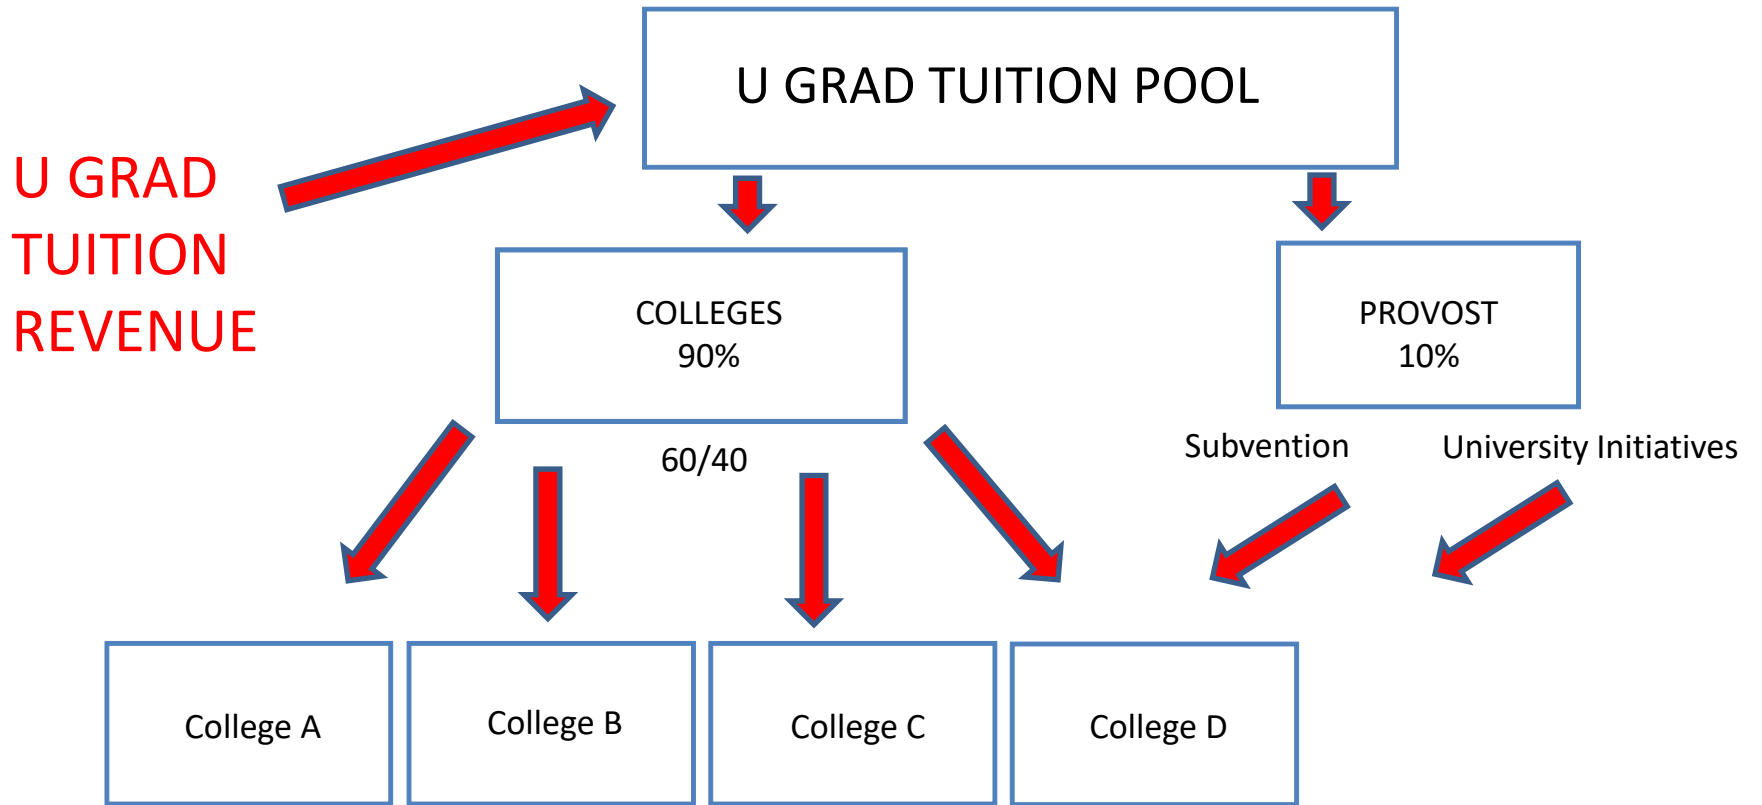 U GRAD TUITION POOL
U GRAD
TUITION
REVENUE
COLLEGES
90%
PROVOST
10%
60/40
Subvention
University Initiatives
College A
College B
College C
College D